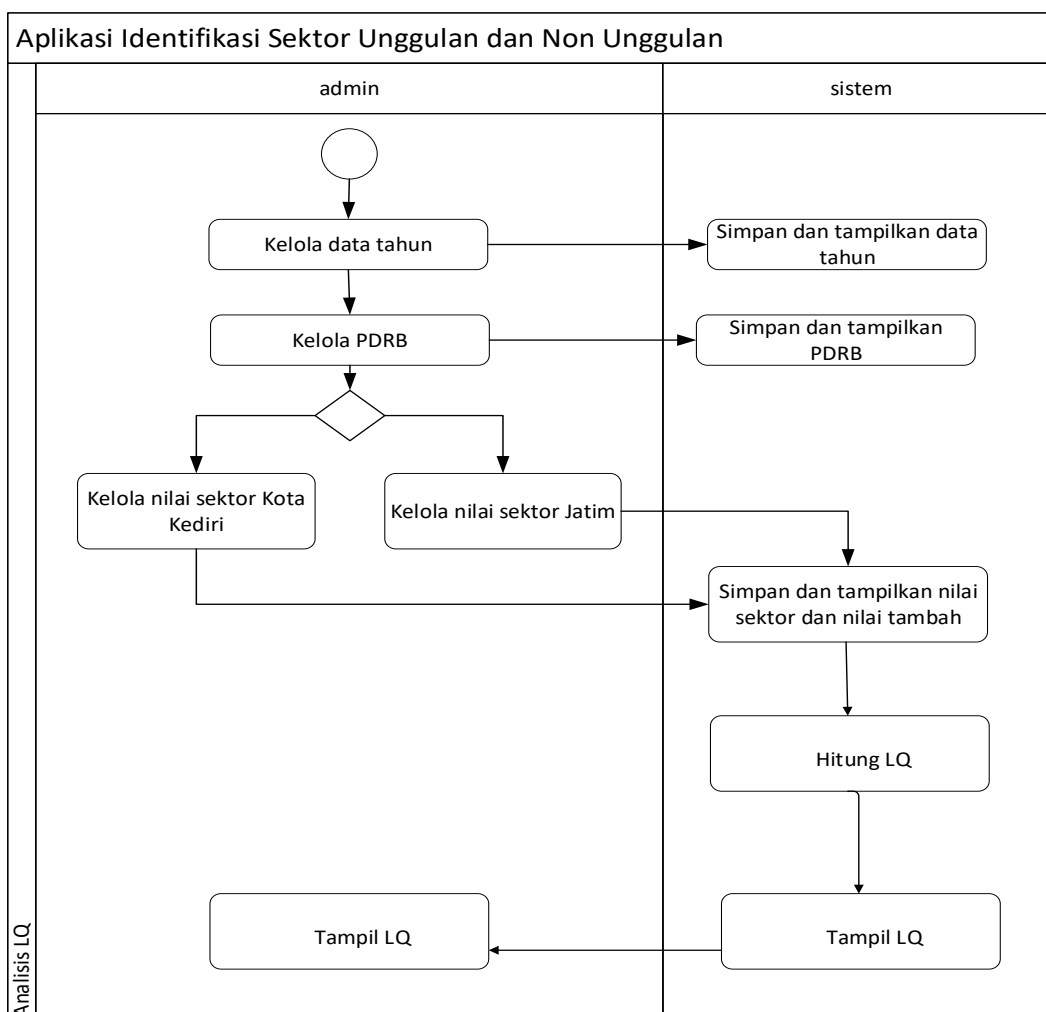 Aplikasi Identifikasi Sektor Unggulan dan Non Unggulan
admin
sistem
Kelola data tahun
Simpan dan tampilkan data
tahun
Kelola PDRB
Simpan dan tampilkan
PDRB
Kelola nilai sektor Kota
Kediri
Kelola nilai sektor Jatim
Simpan dan tampilkan nilai
sektor dan nilai tambah
Hitung LQ
Tampil LQ
Tampil LQ
Analisis LQ